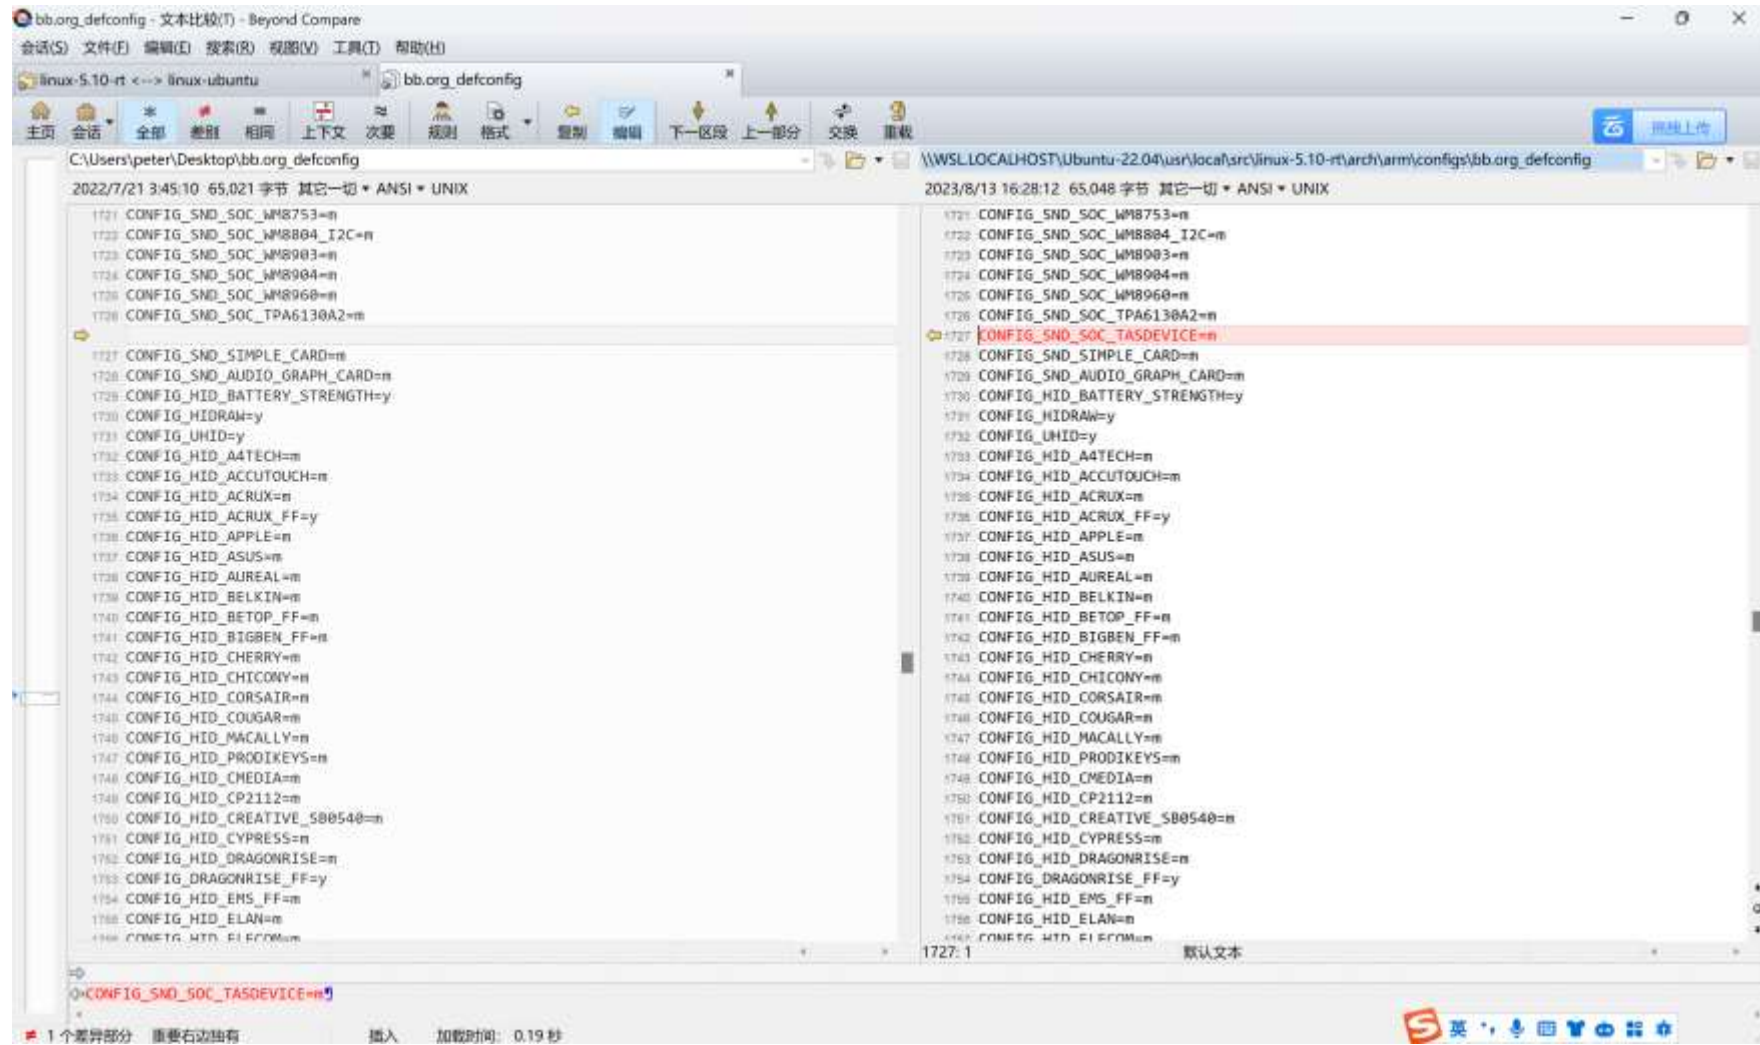 bb.org_defconfig - 文本比较(T) - Beyond Compare
会话(S) 文件(F) 编辑(E) 搜索(R) 视图(V) 工具(T) 帮助(H)
linux-5.10-rt <--> linux-ubuntu
bb.org_defconfig
主页 会话 全部 差别 相同 上下文 次要 规则 格式 复制 编辑 下一区段 上一部分 交换 重载
拖拽上传
C:\Users\peter\Desktop\bb.org_defconfig
2022/7/21 3:45:10 65,021 字节 其它一切 ANSI UNIX
1721 CONFIG_SND_SOC_WM8753=m
1722 CONFIG_SND_SOC_WM8804_I2C=m
1723 CONFIG_SND_SOC_WM8903=m
1724 CONFIG_SND_SOC_WM8904=m
1725 CONFIG_SND_SOC_WM8960=m
1726 CONFIG_SND_SOC_TPA6130A2=m
1727 CONFIG_SND_SIMPLE_CARD=m
1728 CONFIG_SND_AUDIO_GRAPH_CARD=m
1729 CONFIG_HID_BATTERY_STRENGTH=y
1730 CONFIG_HIDRAW=y
1731 CONFIG_UHID=y
1732 CONFIG_HID_A4TECH=m
1733 CONFIG_HID_ACCUTOUCH=m
1734 CONFIG_HID_ACRUX=m
1735 CONFIG_HID_ACRUX_FF=y
1736 CONFIG_HID_APPLE=m
1737 CONFIG_HID_ASUS=m
1738 CONFIG_HID_AUREAL=m
1739 CONFIG_HID_BELKIN=m
1740 CONFIG_HID_BETOP_FF=m
1741 CONFIG_HID_BIGBEN_FF=m
1742 CONFIG_HID_CHERRY=m
1743 CONFIG_HID_CHICONY=m
1744 CONFIG_HID_CORSAIR=m
1745 CONFIG_HID_COUGAR=m
1746 CONFIG_HID_MACALLY=m
1747 CONFIG_HID_PRODIKEYS=m
1748 CONFIG_HID_CMEDIA=m
1749 CONFIG_HID_CP2112=m
1750 CONFIG_HID_CREATIVE_SB0540=m
1751 CONFIG_HID_CYPRESS=m
1752 CONFIG_HID_DRAGONRISE=m
1753 CONFIG_DRAGONRISE_FF=y
1754 CONFIG_HID_EMS_FF=m
1755 CONFIG_HID_ELAN=m
1756 CONFIG_HID_ELECOM=m
\\WSL.LOCALHOST\Ubuntu-22.04\usr\local\src\linux-5.10-rt\arch\arm\configs\bb.org_defconfig
2023/8/13 16:28:12 65,048 字节 其它一切 ANSI UNIX
1721 CONFIG_SND_SOC_WM8753=m
1722 CONFIG_SND_SOC_WM8804_I2C=m
1723 CONFIG_SND_SOC_WM8903=m
1724 CONFIG_SND_SOC_WM8904=m
1725 CONFIG_SND_SOC_WM8960=m
1726 CONFIG_SND_SOC_TPA6130A2=m
1727 CONFIG_SND_SOC_TASDEVICE=m
1728 CONFIG_SND_SIMPLE_CARD=m
1729 CONFIG_SND_AUDIO_GRAPH_CARD=m
1730 CONFIG_HID_BATTERY_STRENGTH=y
1731 CONFIG_HIDRAW=y
1732 CONFIG_UHID=y
1733 CONFIG_HID_A4TECH=m
1734 CONFIG_HID_ACCUTOUCH=m
1735 CONFIG_HID_ACRUX=m
1736 CONFIG_HID_ACRUX_FF=y
1737 CONFIG_HID_APPLE=m
1738 CONFIG_HID_ASUS=m
1739 CONFIG_HID_AUREAL=m
1740 CONFIG_HID_BELKIN=m
1741 CONFIG_HID_BETOP_FF=m
1742 CONFIG_HID_BIGBEN_FF=m
1743 CONFIG_HID_CHERRY=m
1744 CONFIG_HID_CHICONY=m
1745 CONFIG_HID_CORSAIR=m
1746 CONFIG_HID_COUGAR=m
1747 CONFIG_HID_MACALLY=m
1748 CONFIG_HID_PRODIKEYS=m
1749 CONFIG_HID_CMEDIA=m
1750 CONFIG_HID_CP2112=m
1751 CONFIG_HID_CREATIVE_SB0540=m
1752 CONFIG_HID_CYPRESS=m
1753 CONFIG_HID_DRAGONRISE=m
1754 CONFIG_DRAGONRISE_FF=y
1755 CONFIG_HID_EMS_FF=m
1756 CONFIG_HID_ELAN=m
1757 CONFIG_HID_ELECOM=m
1727: 1 默认文本
CONFIG_SND_SOC_TASDEVICE=m¶
1 个差异部分 重要右边独有 插入 加载时间: 0.19 秒
英